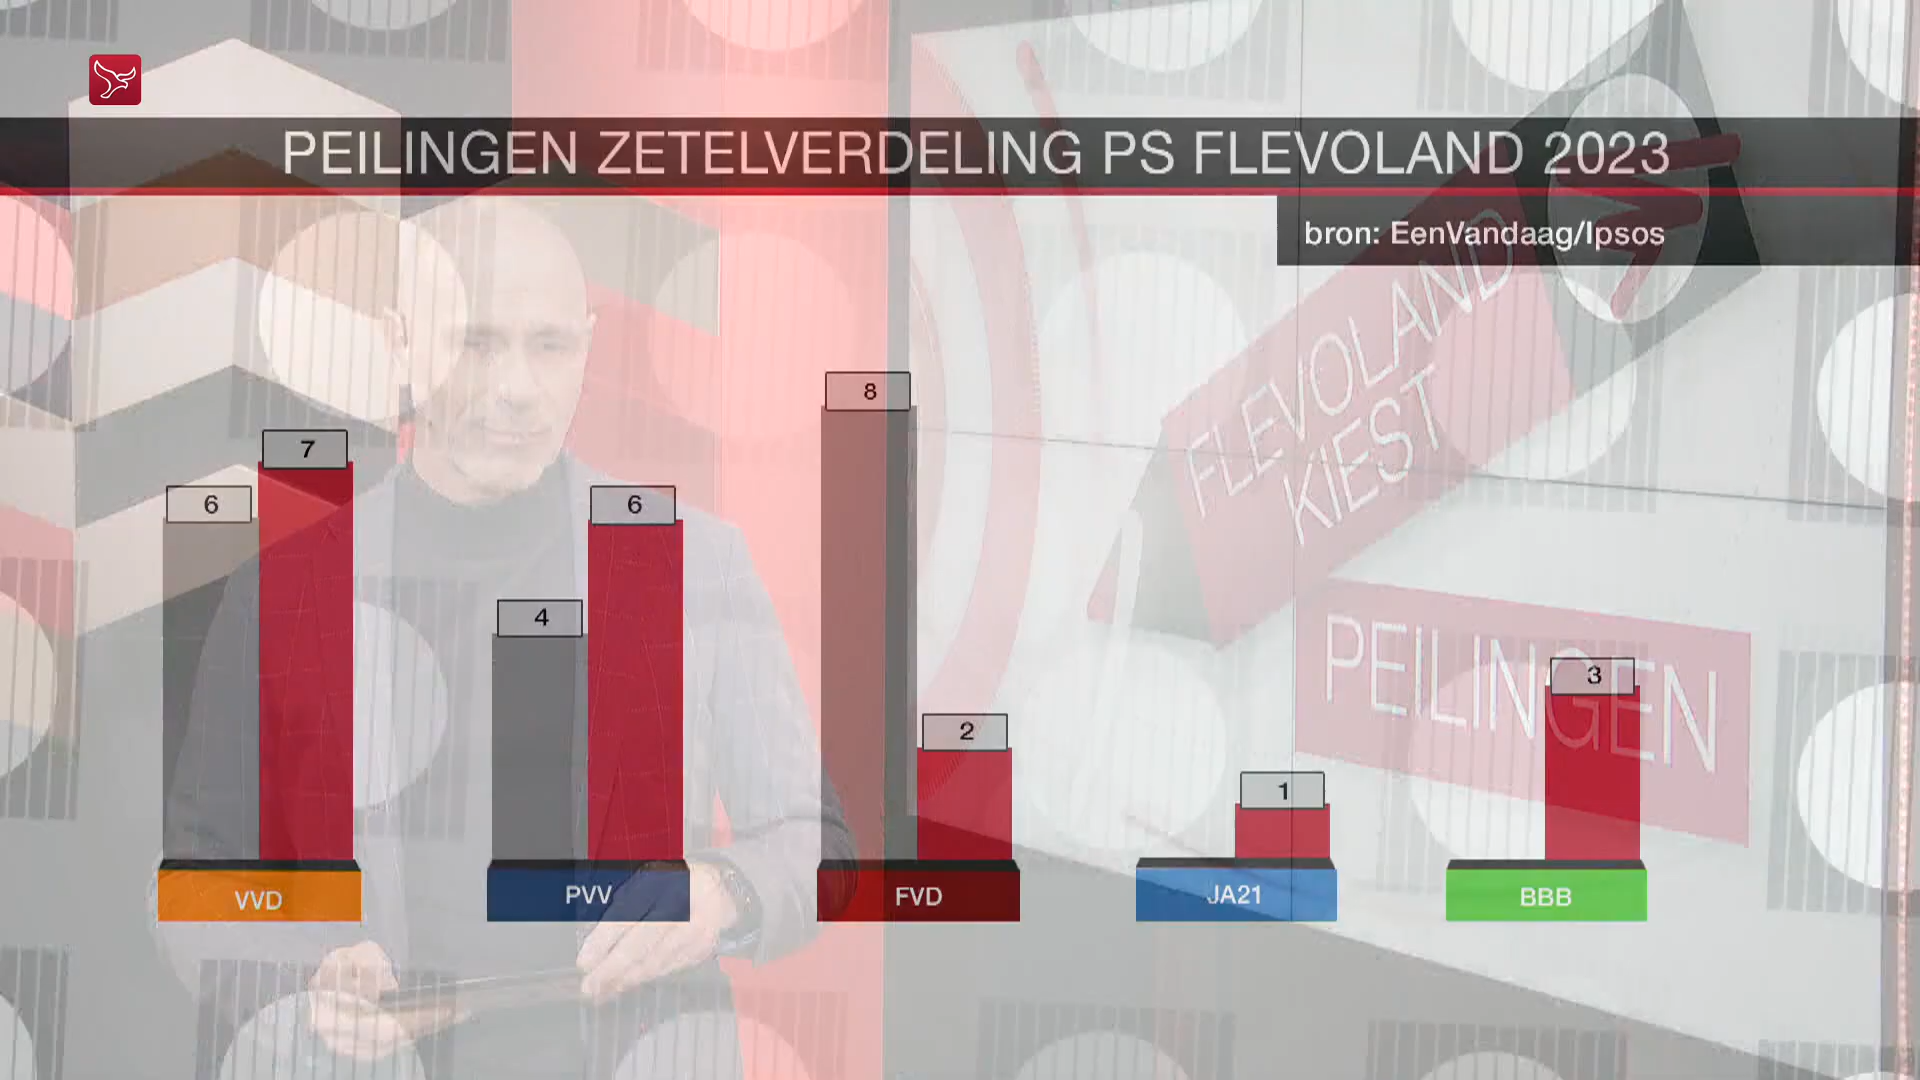 PEILINGEN ZETELVERDELING PS FLEVOLAND 2023
bron: EenVandaag/Ipsos
FLEVOLAND
KIEST
PEILINGEN
6
7
4
6
8
2
1
3
VVD
PVV
FVD
JA21
BBB